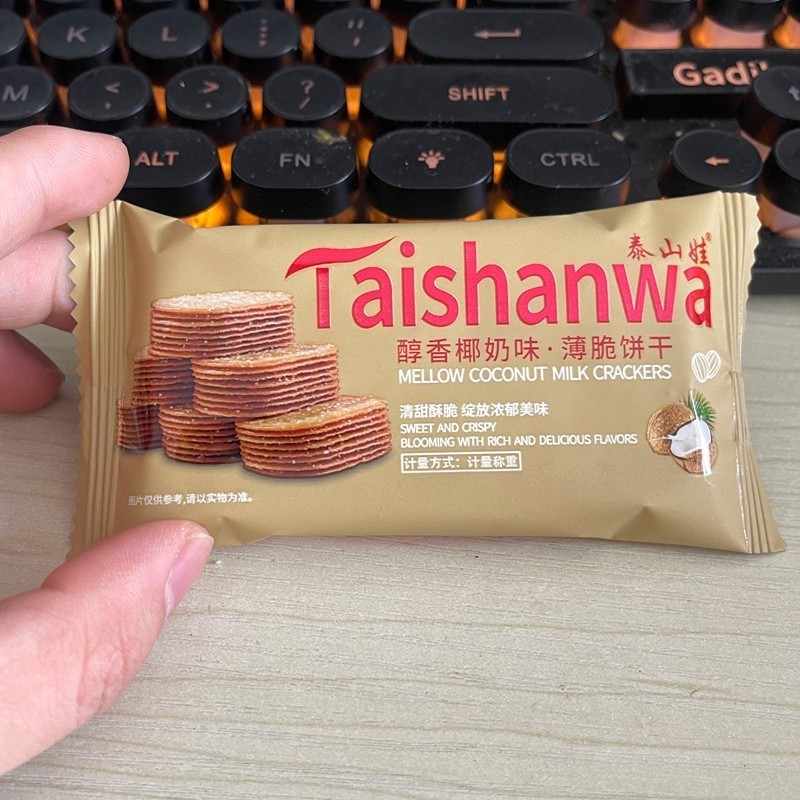 K
L
M
<
,
>
.
?
/
SHIFT
Gadi
ALT
FN
CTRL
←
泰山娃®
Taishanwa
醇香椰奶味·薄脆饼干
MELLOW COCONUT MILK CRACKERS
清甜酥脆 绽放浓郁美味
SWEET AND CRISPY
BLOOMING WITH RICH AND DELICIOUS FLAVORS
计量方式：计量称重
图片仅供参考,请以实物为准。